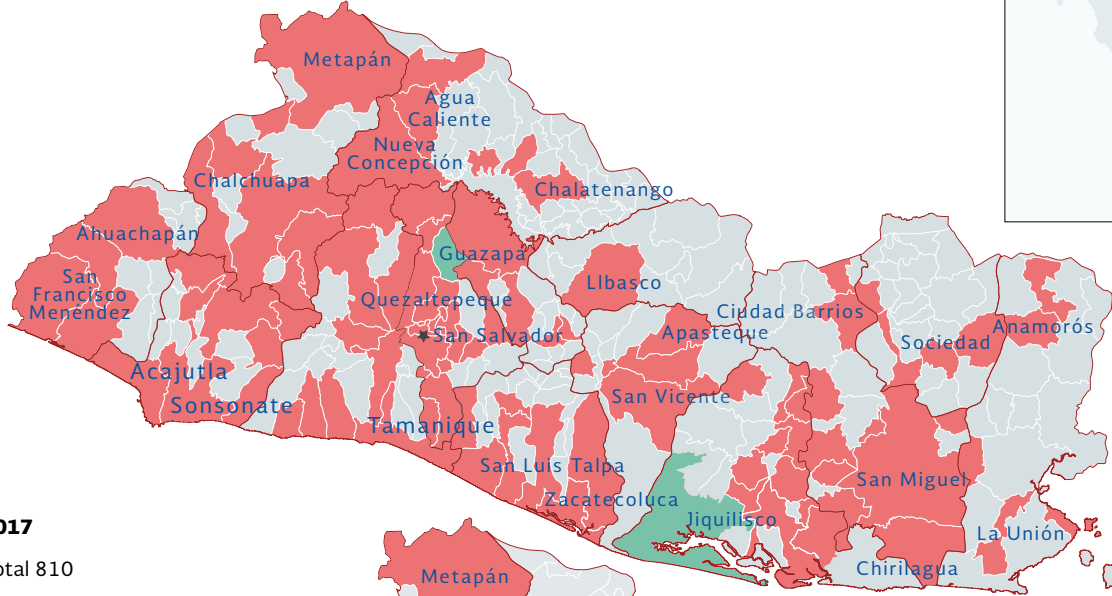 Metapán
Agua
Caliente
Nueva
Concepción
Chalchuapa
Chalatenango
Ahuachapán
Guazapa
San
Francisco
Menéndez
LIbasco
Quezaltepeque
Ciudad Barrios
San Salvador
Apasteque
Anamorós
Sociedad
Acajutla
San Vicente
Sonsonate
Tamanique
San Luis Talpa
San Miguel
Zacatecoluca
Jiquilisco
017
La Unión
otal 810
Chirilagua
Metapán